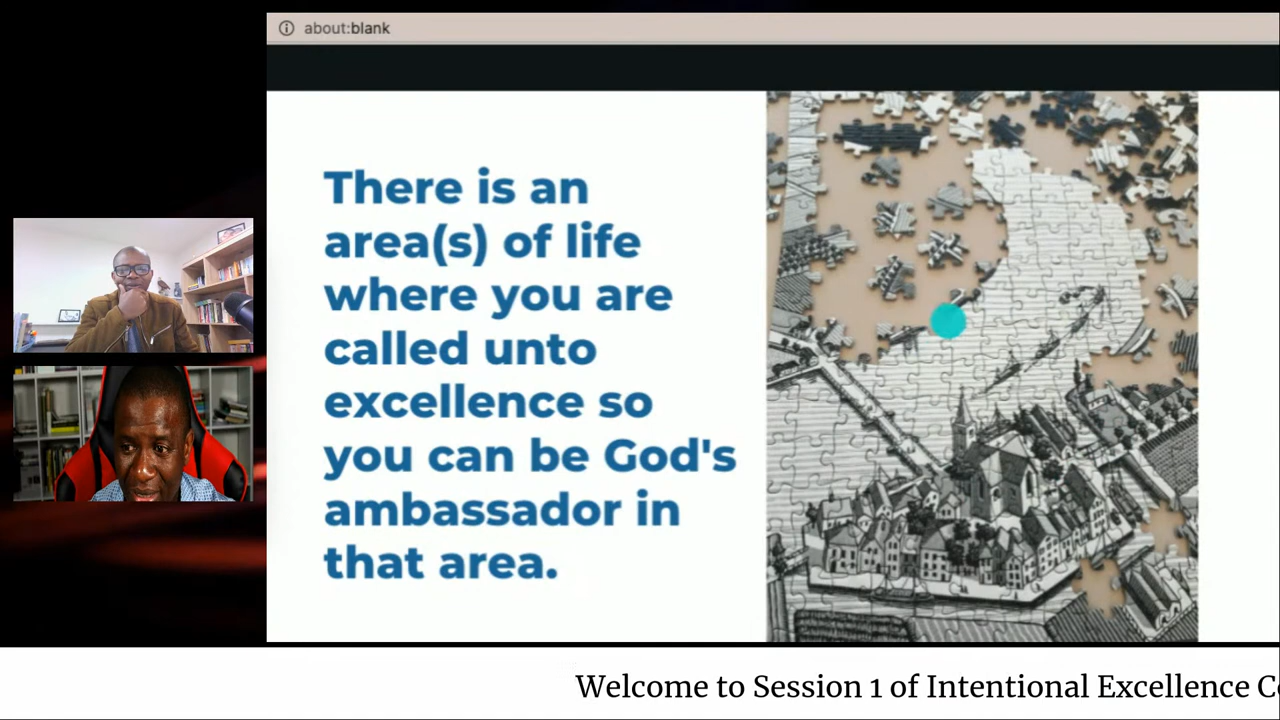 about:blank
There is an
area(s) of life
where you are
called unto
excellence so
you can be God's
ambassador in
that area.
Welcome to Session 1 of Intentional Excellence